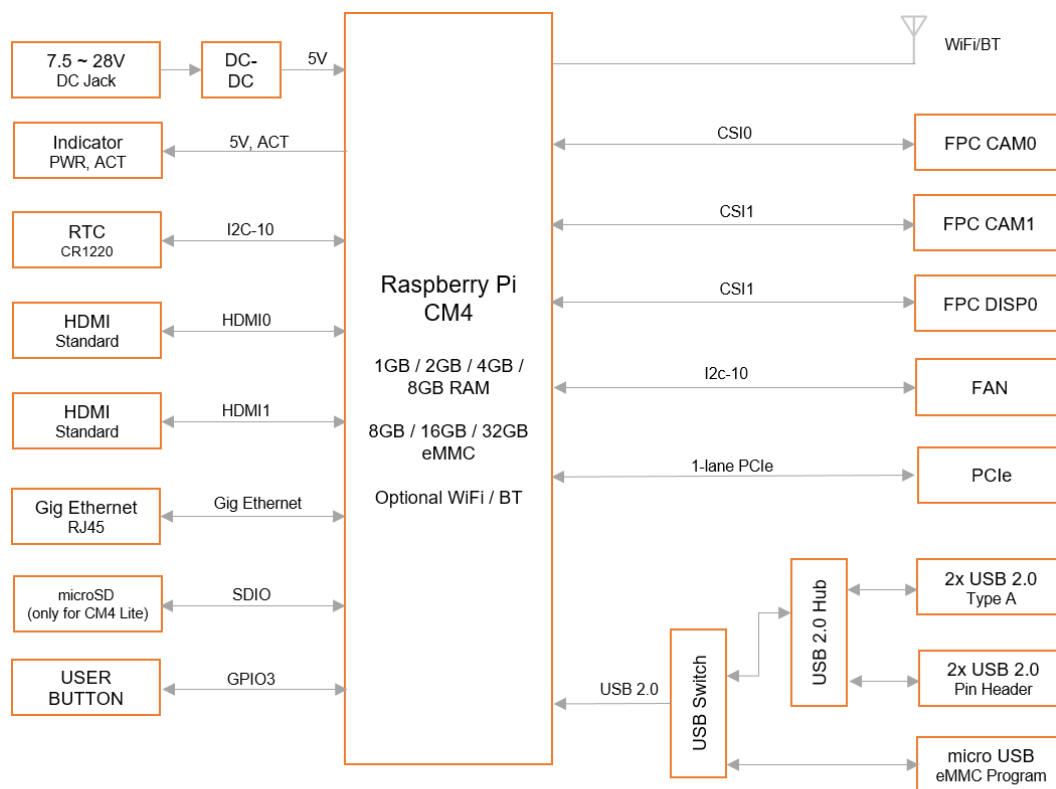 7.5 ~ 28V
DC Jack
DC-
DC
5V
WiFi/BT
Indicator
PWR, ACT
5V, ACT
CSI0
FPC CAM0
RTC
CR1220
I2C-10
CSI1
FPC CAM1
Raspberry Pi
CM4
1GB / 2GB / 4GB /
8GB RAM
8GB / 16GB / 32GB
eMMC
Optional WiFi / BT
HDMI
Standard
HDMI0
CSI1
FPC DISP0
HDMI
Standard
HDMI1
I2c-10
FAN
1-lane PCIe
PCIe
Gig Ethernet
RJ45
Gig Ethernet
microSD
(only for CM4 Lite)
SDIO
USER
BUTTON
GPIO3
USB 2.0
USB Switch
USB 2.0 Hub
2x USB 2.0
Type A
2x USB 2.0
Pin Header
micro USB
eMMC Program